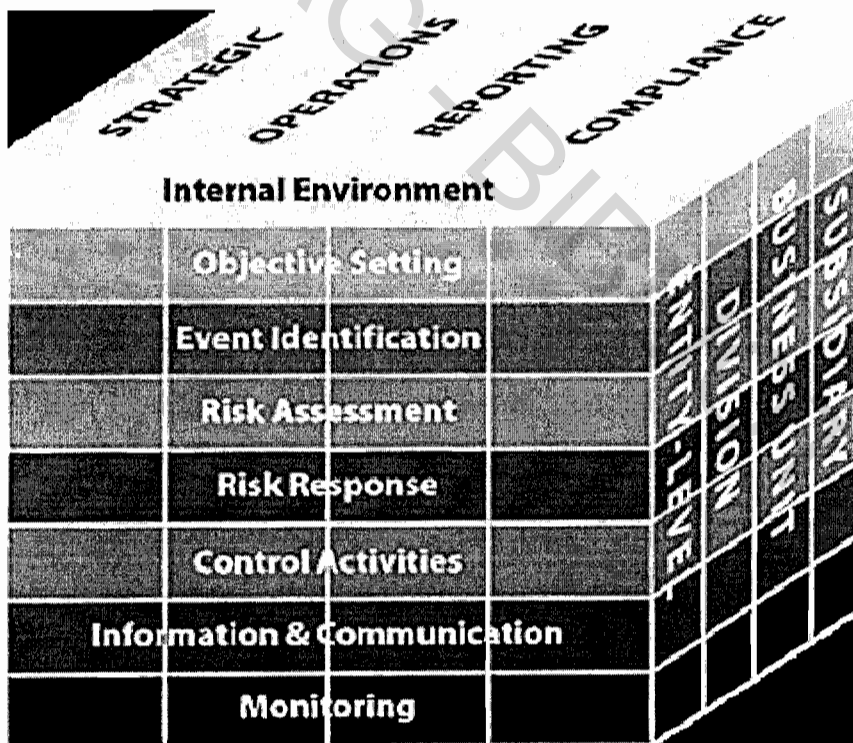 STRATEGIC
OPERATIONS
REPORTING
COMPLIANCE
Internal Environment
Objective Setting
Event Identification
Risk Assessment
Risk Response
Control Activities
Information & Communication
Monitoring
ENTITY-LEVEL
DIVISION
BUSINESS UNIT
SUBSIDIARY